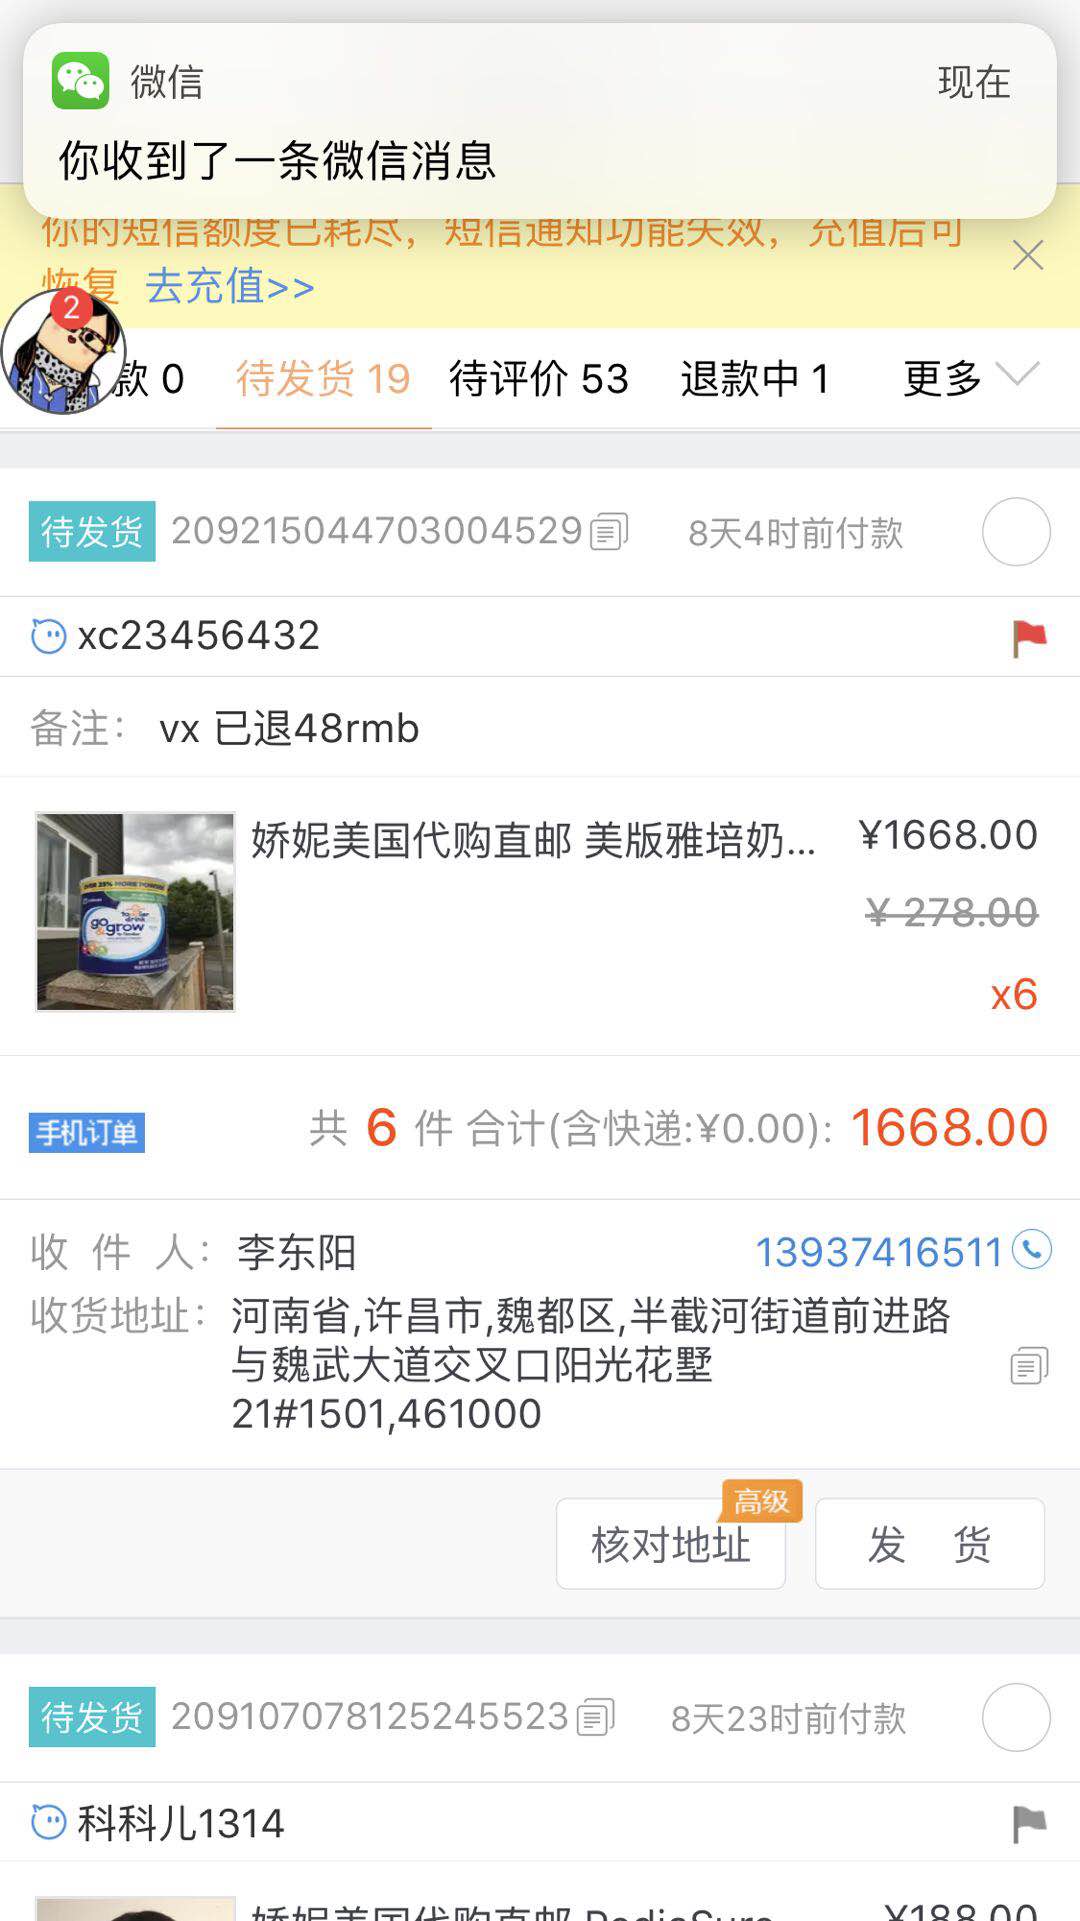 微信 现在
你收到了一条微信消息
你的短信额度已耗尽，短信通知功能失效，充值后可
恢复 去充值>>
2
款 0 待发货 19 待评价 53 退款中 1 更多
待发货 209215044703004529 8天4时前付款
xc23456432
备注： vx 已退48rmb
娇妮美国代购直邮 美版雅培奶... ¥1668.00
go & grow
¥ 278.00
x6
手机订单 共 6 件 合计(含快递:¥0.00): 1668.00
收件人： 李东阳 13937416511
收货地址： 河南省,许昌市,魏都区,半截河街道前进路
与魏武大道交叉口阳光花墅
21#1501,461000
高级
核对地址 发货
待发货 209107078125245523 8天23时前付款
科科儿1314
娇妮美国代购直邮 PediaSure ¥188.00